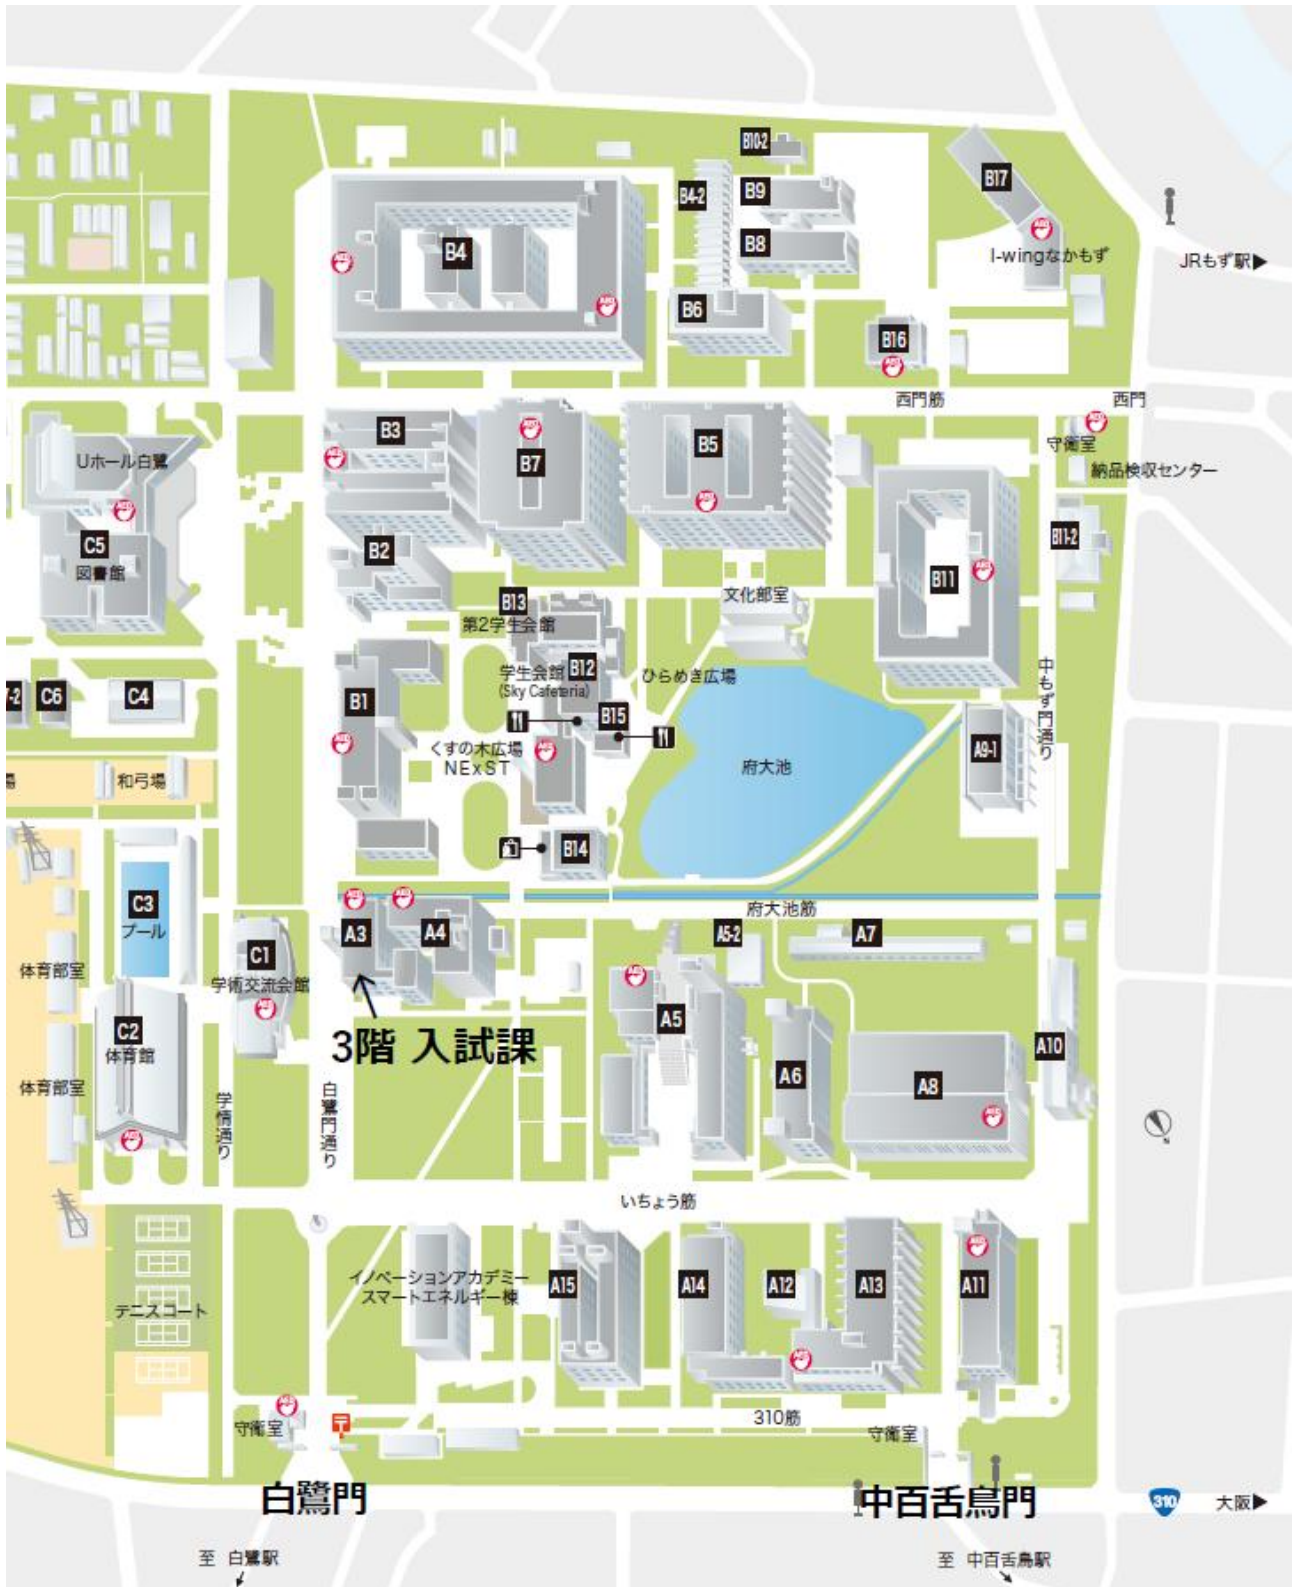 B10-2
B17
B4-2
B9
B8
B4
I-wingなかもず
JRもず駅▶
B6
B16
西門筋
西門
B3
B7
B5
守衛室
納品検収センター
Uホール白鷺
C5
図書館
B2
B11-2
B11
文化部室
B13
第2学生会館
学生会館
(Sky Cafeteria)
B12
ひらめき広場
中もず門通り
C6
C4
B1
B15
A9-1
くすの木広場
NExST
府大池
和弓場
B14
C3
プール
府大池筋
A3
A4
A5-2
A7
C1
学術交流会館
体育部室
3階 入試課
A5
C2
体育館
A6
A8
A10
体育部室
学情通り
白鷺門通り
N
いちょう筋
イノベーションアカデミー
スマートエネルギー棟
テニスコート
A15
A14
A12
A13
A11
310筋
守衛室
守衛室
白鷺門
中百舌鳥門
310
大阪▶
至 白鷺駅
至 中百舌鳥駅